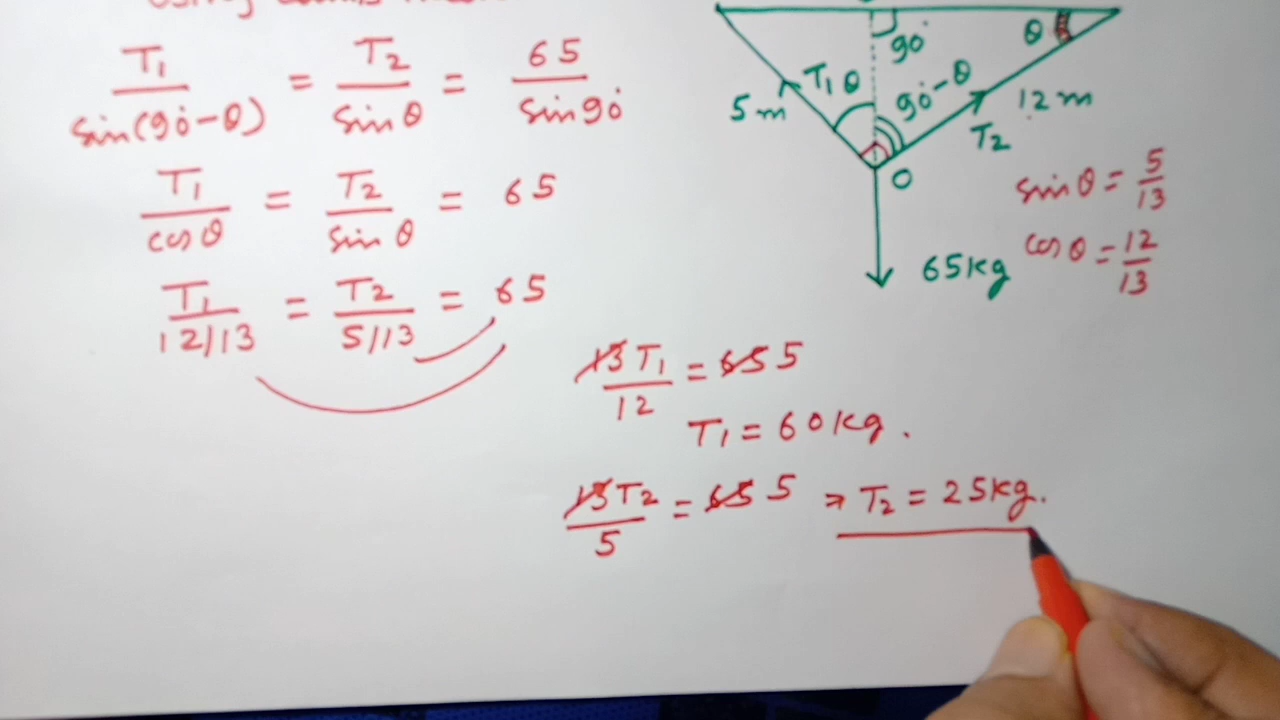 T₁/sin(90°-θ) = T₂/sinθ = 65/sin90°
T₁/cosθ = T₂/sinθ = 65
T₁/12/13 = T₂/5/13 = 65
90°
θ
T₁ θ
90°-θ
5m
12m
T₂
O
65kg
sinθ = 5/13
cosθ = 12/13
13T₁/12 = 65 5
T₁ = 60kg.
13T₂/5 = 65 5 ⇒ T₂ = 25kg.